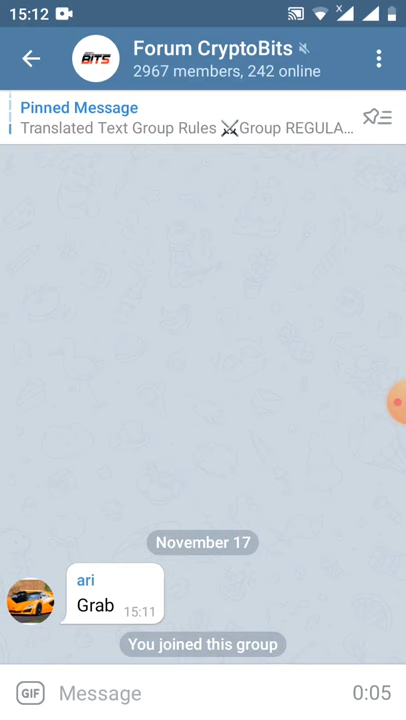 15:12
Forum CryptoBits
2967 members, 242 online
BITS
Pinned Message
Translated Text Group Rules ⚔Group REGULA...
November 17
ari
Grab 15:11
You joined this group
GIF Message 0:05